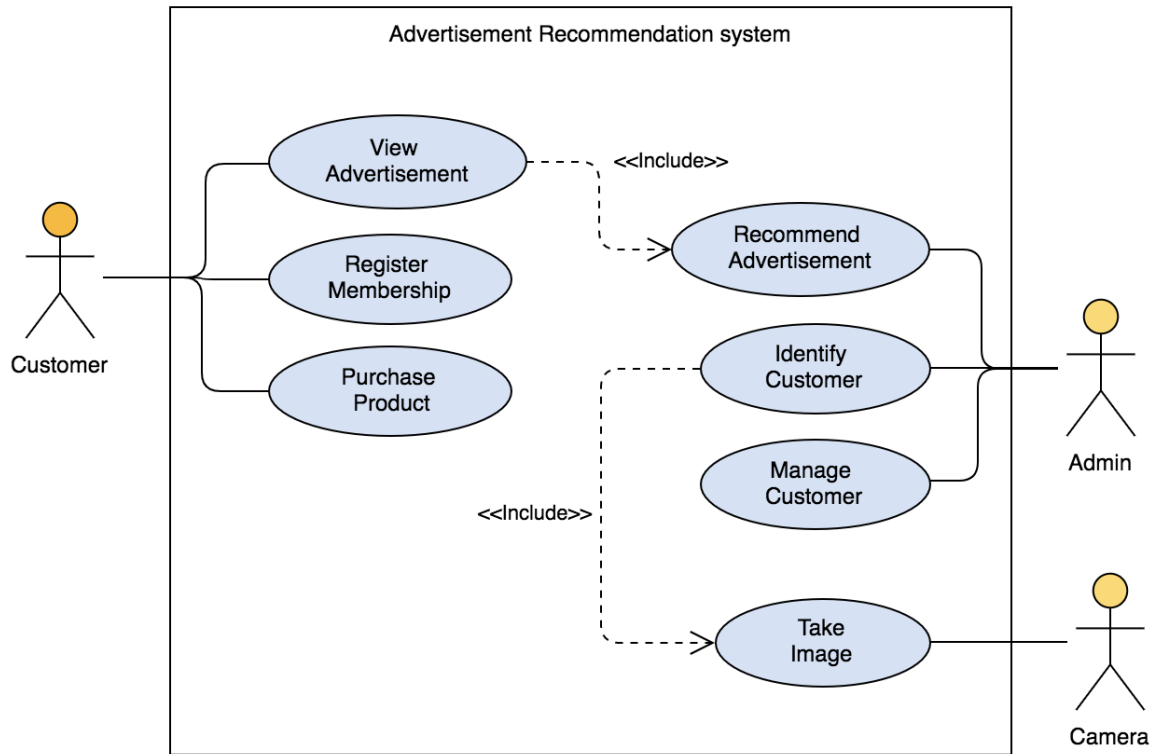 Advertisement Recommendation system
View
Advertisement
<<Include>>
Recommend
Advertisement
Register
Membership
Customer
Purchase
Product
Identify
Customer
Admin
Manage
Customer
<<Include>>
Take
Image
Camera